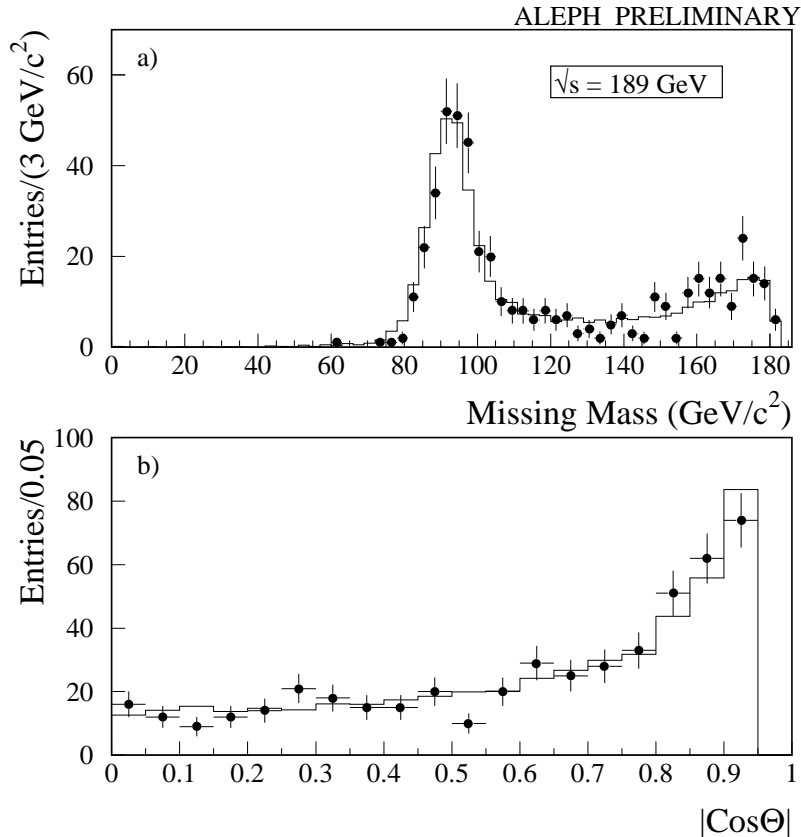 ALEPH PRELIMINARY
a)
√s = 189 GeV
Entries/(3 GeV/c²)
60
40
20
0
0 20 40 60 80 100 120 140 160 180
Missing Mass (GeV/c²)
b)
Entries/0.05
100
80
60
40
20
0
0 0.1 0.2 0.3 0.4 0.5 0.6 0.7 0.8 0.9 1
|CosΘ|